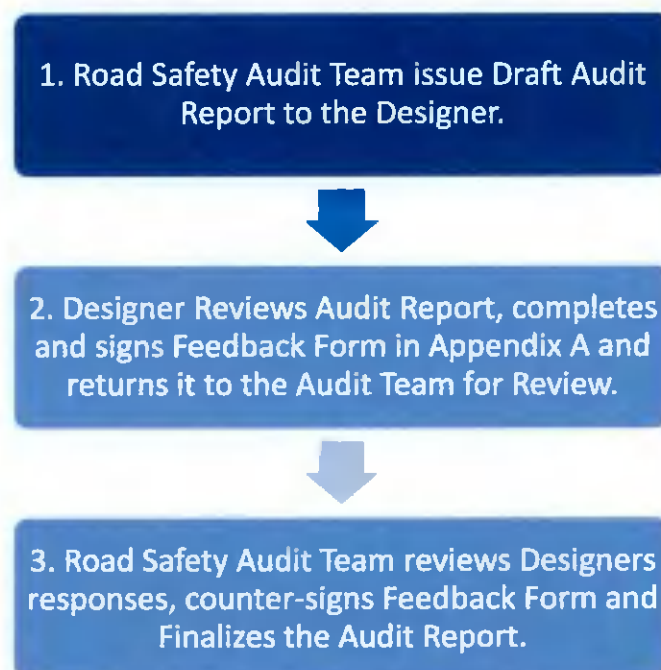 1. Road Safety Audit Team issue Draft Audit
Report to the Designer.
2. Designer Reviews Audit Report, completes
and signs Feedback Form in Appendix A and
returns it to the Audit Team for Review.
3. Road Safety Audit Team reviews Designers
responses, counter-signs Feedback Form and
Finalizes the Audit Report.